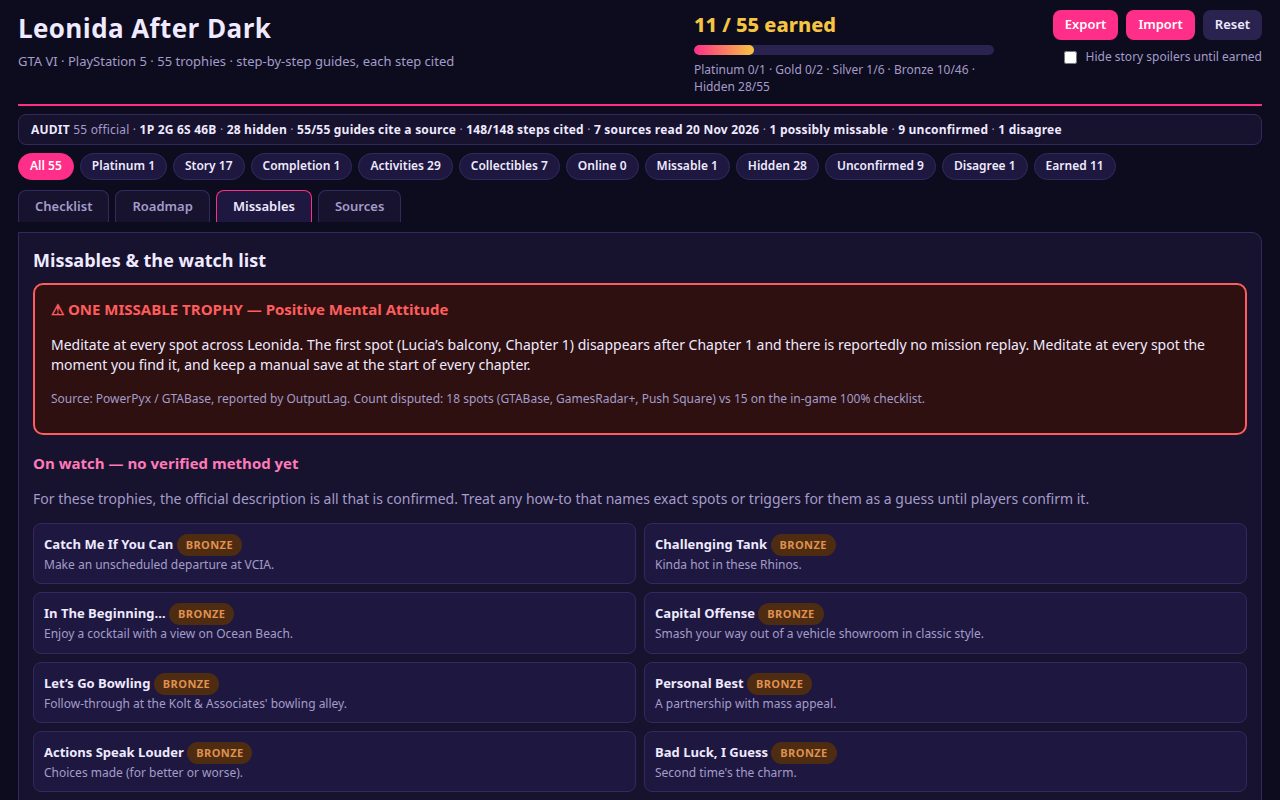 Leonida After Dark
GTA VI · PlayStation 5 · 55 trophies · step-by-step guides, each step cited
11 / 55 earned
Platinum 0/1 · Gold 0/2 · Silver 1/6 · Bronze 10/46 ·
Hidden 28/55
Export
Import
Reset
Hide story spoilers until earned
AUDIT 55 official · 1P 2G 6S 46B · 28 hidden · 55/55 guides cite a source · 148/148 steps cited · 7 sources read 20 Nov 2026 · 1 possibly missable · 9 unconfirmed · 1 disagree
All 55
Platinum 1
Story 17
Completion 1
Activities 29
Collectibles 7
Online 0
Missable 1
Hidden 28
Unconfirmed 9
Disagree 1
Earned 11
Checklist
Roadmap
Missables
Sources
Missables & the watch list
⚠ ONE MISSABLE TROPHY — Positive Mental Attitude
Meditate at every spot across Leonida. The first spot (Lucia's balcony, Chapter 1) disappears after Chapter 1 and there is reportedly no mission replay. Meditate at every spot the
moment you find it, and keep a manual save at the start of every chapter.
Source: PowerPyx / GTABase, reported by OutputLag. Count disputed: 18 spots (GTABase, GamesRadar+, Push Square) vs 15 on the in-game 100% checklist.
On watch — no verified method yet
For these trophies, the official description is all that is confirmed. Treat any how-to that names exact spots or triggers for them as a guess until players confirm it.
Catch Me If You Can BRONZE
Make an unscheduled departure at VCIA.
Challenging Tank BRONZE
Kinda hot in these Rhinos.
In The Beginning... BRONZE
Enjoy a cocktail with a view on Ocean Beach.
Capital Offense BRONZE
Smash your way out of a vehicle showroom in classic style.
Let's Go Bowling BRONZE
Follow-through at the Kolt & Associates' bowling alley.
Personal Best BRONZE
A partnership with mass appeal.
Actions Speak Louder BRONZE
Choices made (for better or worse).
Bad Luck, I Guess BRONZE
Second time's the charm.